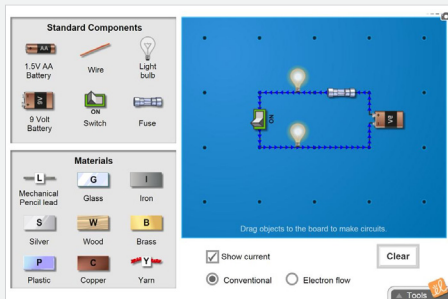 Standard Components
AA
1.5V AA
Battery
Wire
Light
bulb
9V
9 Volt
Battery
ON
Switch
Fuse
Materials
L
Mechanical
Pencil lead
G
Glass
I
Iron
S
Silver
W
Wood
B
Brass
P
Plastic
C
Copper
Y
Yarn
ON
9V
Drag objects to the board to make circuits.
Show current
Clear
Conventional
Electron flow
Tools